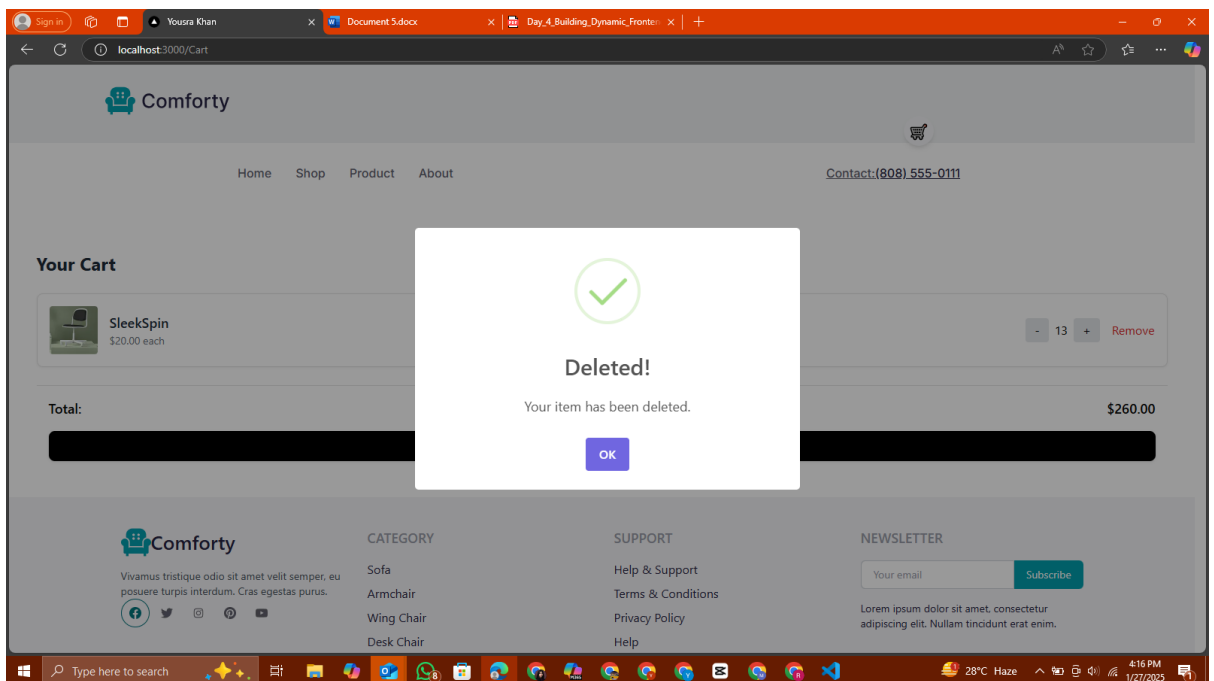 Sign in
Yousra Khan
Document 5.docx
Day_4_Building_Dynamic_Fronten
localhost:3000/Cart
Comforty
Home Shop Product About
Contact:(808) 555-0111
Your Cart
SleekSpin
$20.00 each
- 13 + Remove
Deleted!
Your item has been deleted.
OK
Total: $260.00
Comforty
Vivamus tristique odio sit amet velit semper, eu
posuere turpis interdum. Cras egestas purus.
CATEGORY
Sofa
Armchair
Wing Chair
Desk Chair
SUPPORT
Help & Support
Terms & Conditions
Privacy Policy
Help
NEWSLETTER
Your email Subscribe
Lorem ipsum dolor sit amet, consectetur
adipiscing elit. Nullam tincidunt erat enim.
Type here to search
28°C Haze
4:16 PM
1/27/2025